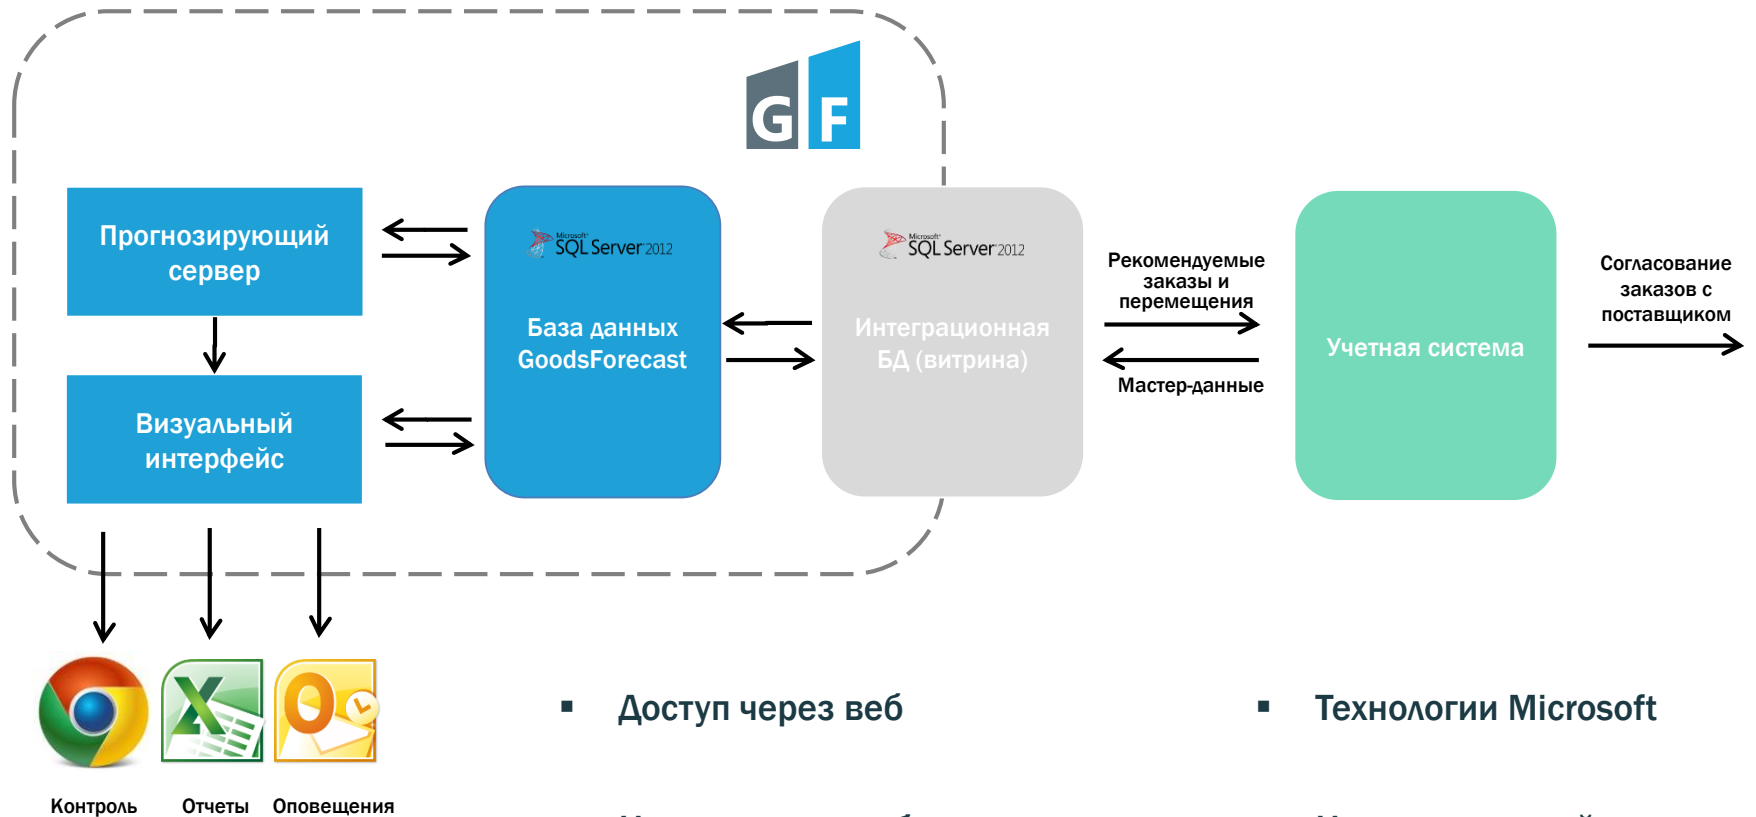 GF
Прогнозирующий
сервер
Microsoft
SQL Server 2012
База данных
GoodsForecast
Microsoft
SQL Server 2012
Интеграционная
БД (витрина)
Рекомендуемые
заказы и
перемещения
Мастер-данные
Учетная система
Согласование
заказов с
поставщиком
Визуальный
интерфейс
Контроль
Отчеты
Оповещения
▪ Доступ через веб
▪ Технологии Microsoft